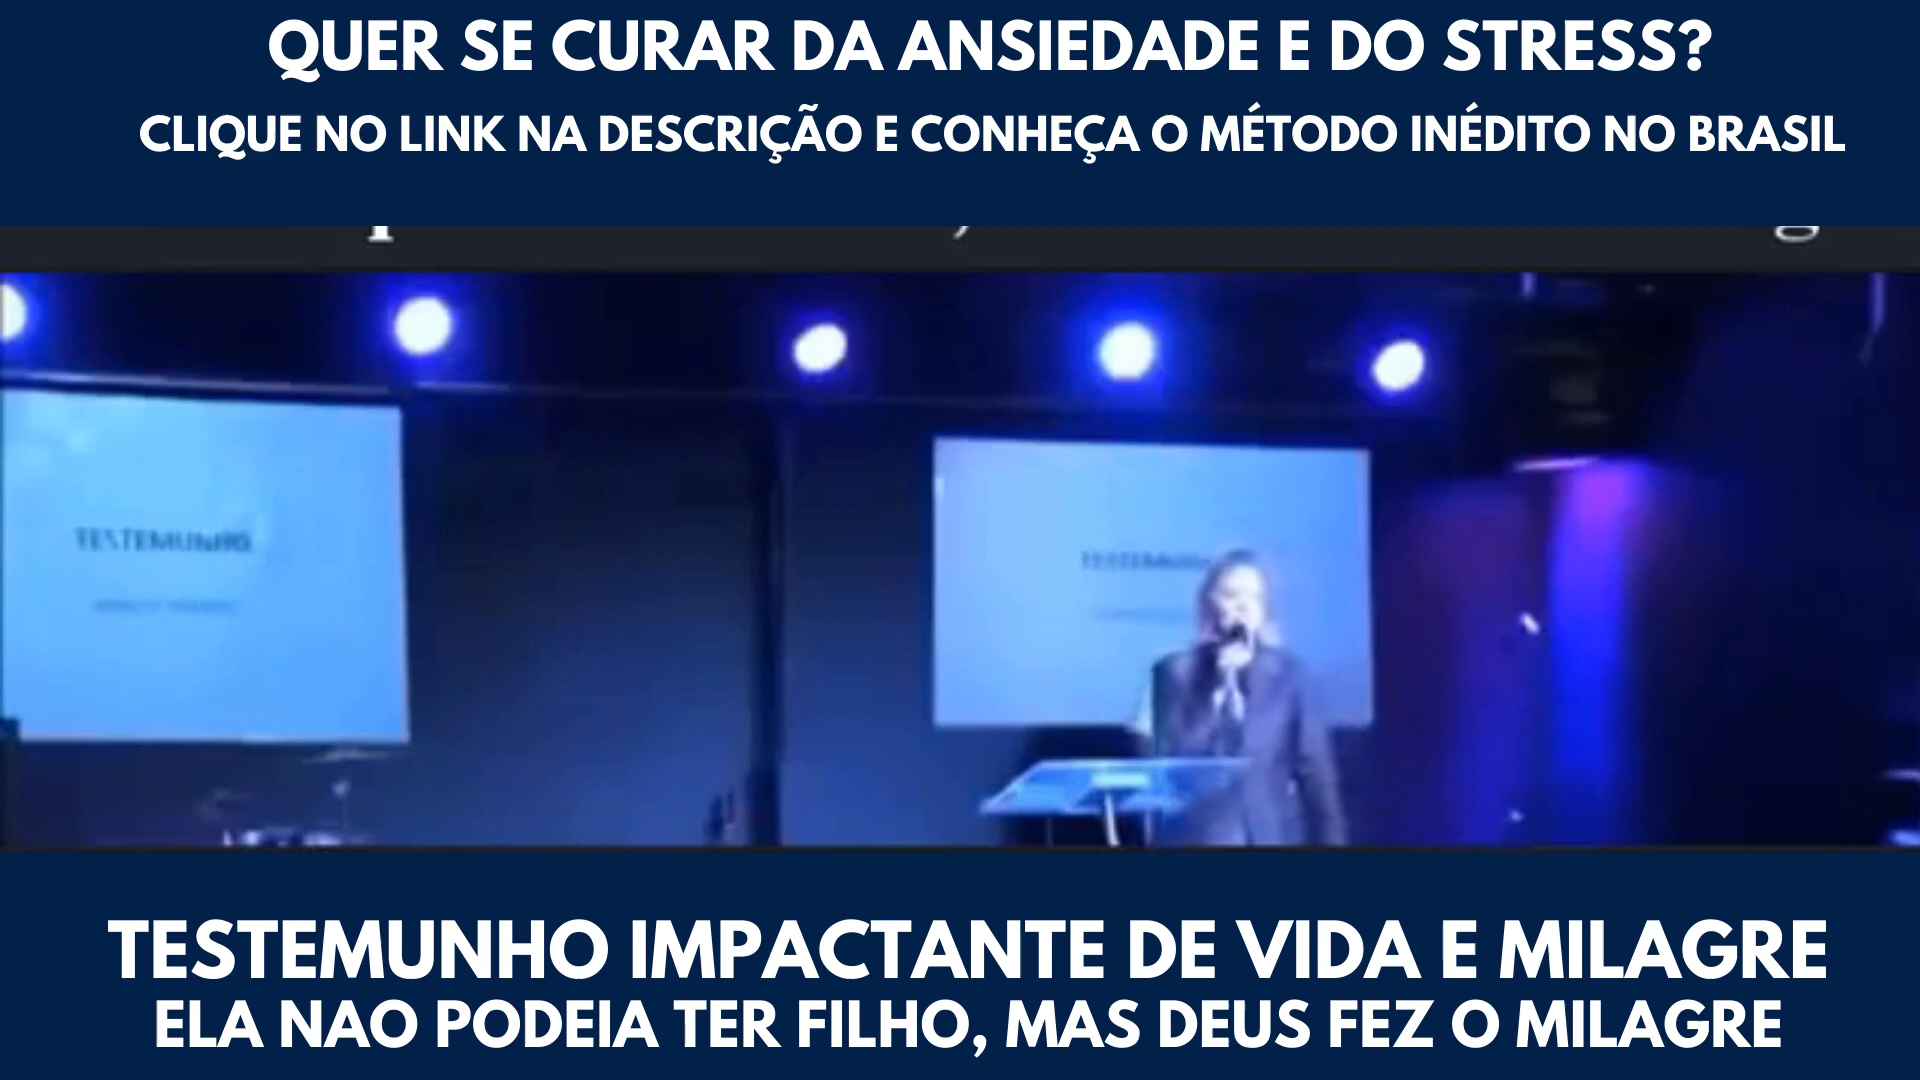 QUER SE CURAR DA ANSIEDADE E DO STRESS?
CLIQUE NO LINK NA DESCRIÇÃO E CONHEÇA O MÉTODO INÉDITO NO BRASIL
TESTEMUNHO
TESTEMUNHO IMPACTANTE DE VIDA E MILAGRE
ELA NAO PODEIA TER FILHO, MAS DEUS FEZ O MILAGRE